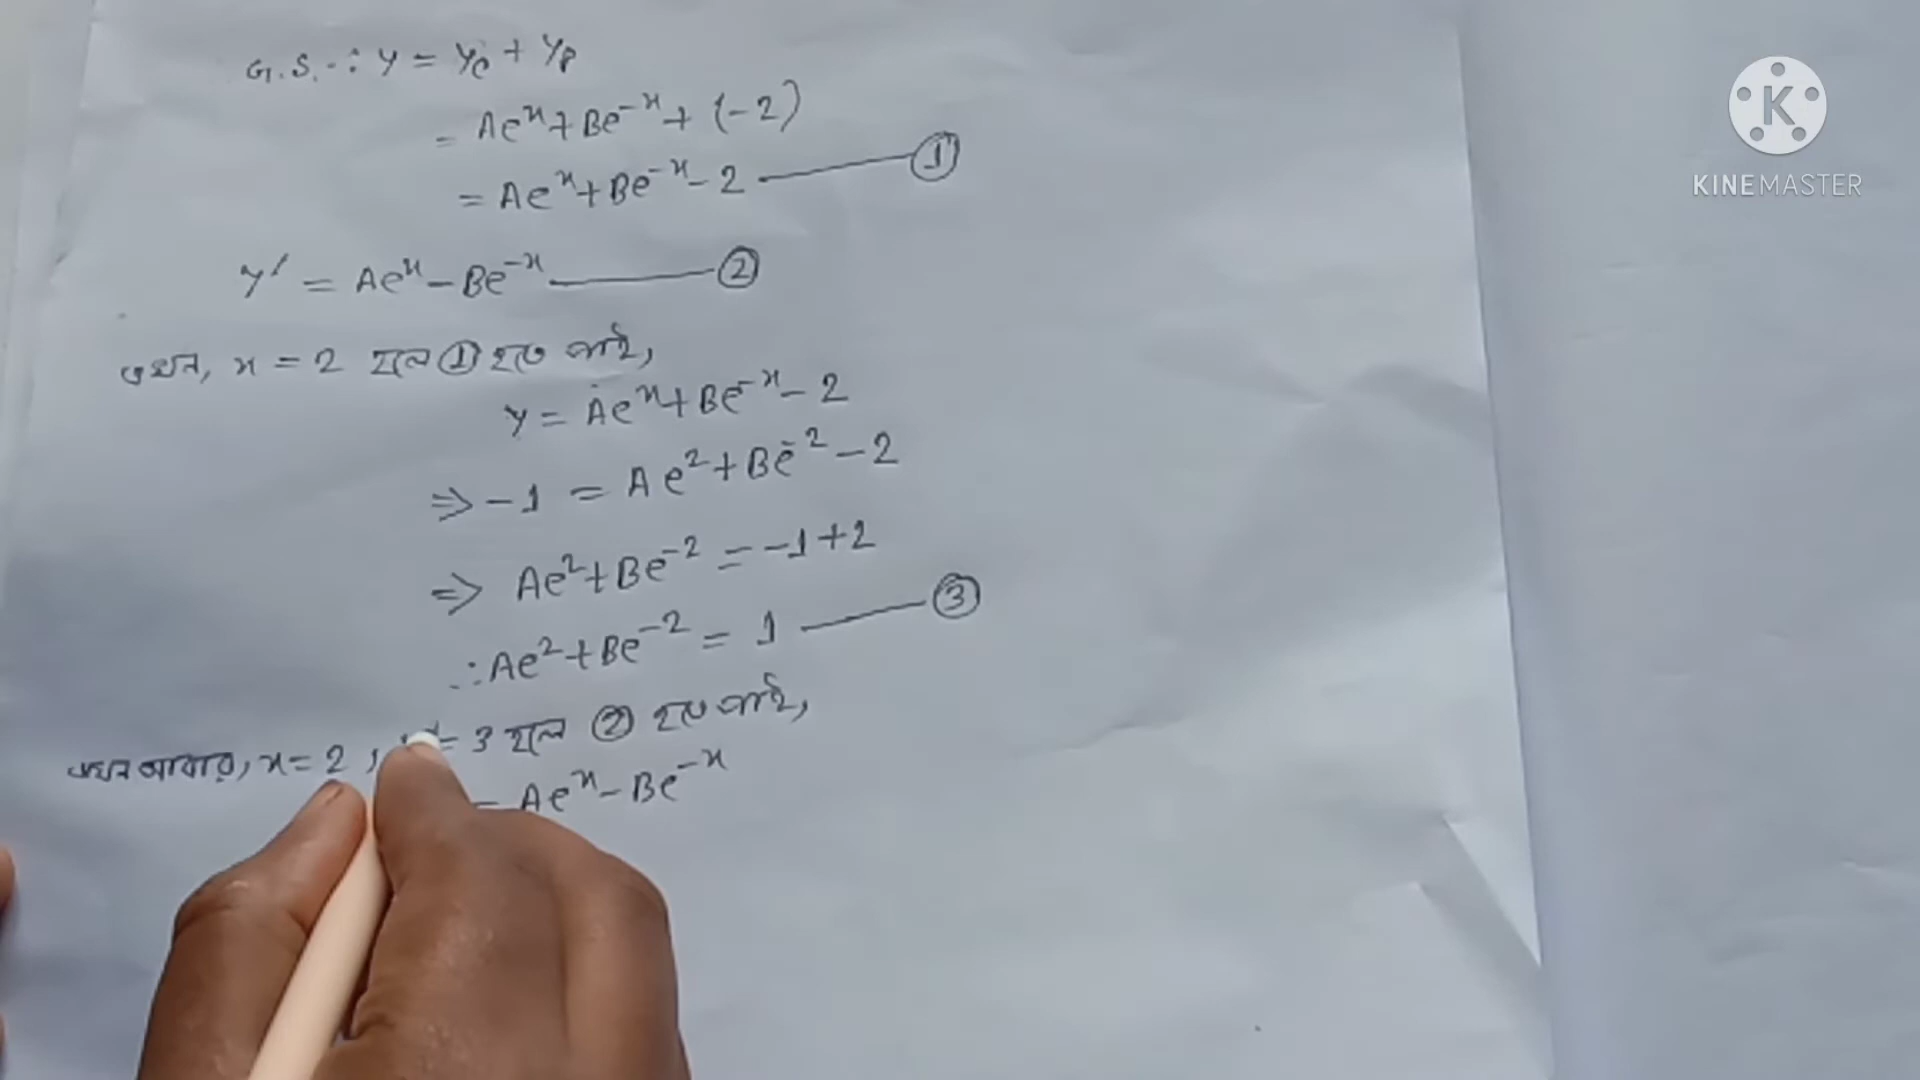 G.S. ∴ y = yc + yp
= Ae^x + Be^-x + (-2)
= Ae^x + Be^-x - 2 —— ①
y' = Ae^x - Be^-x —— ②
এখন, x = 2 হলে ① হতে পাই,
y = Ae^x + Be^-x - 2
⇒ -1 = Ae^2 + Be^-2 - 2
⇒ Ae^2 + Be^-2 = -1 + 2
∴ Ae^2 + Be^-2 = 1 —— ③
এখন আবার, x = 2, = 3 হলে ② হতে পাই,
= Ae^x - Be^-x
K
KINEMASTER